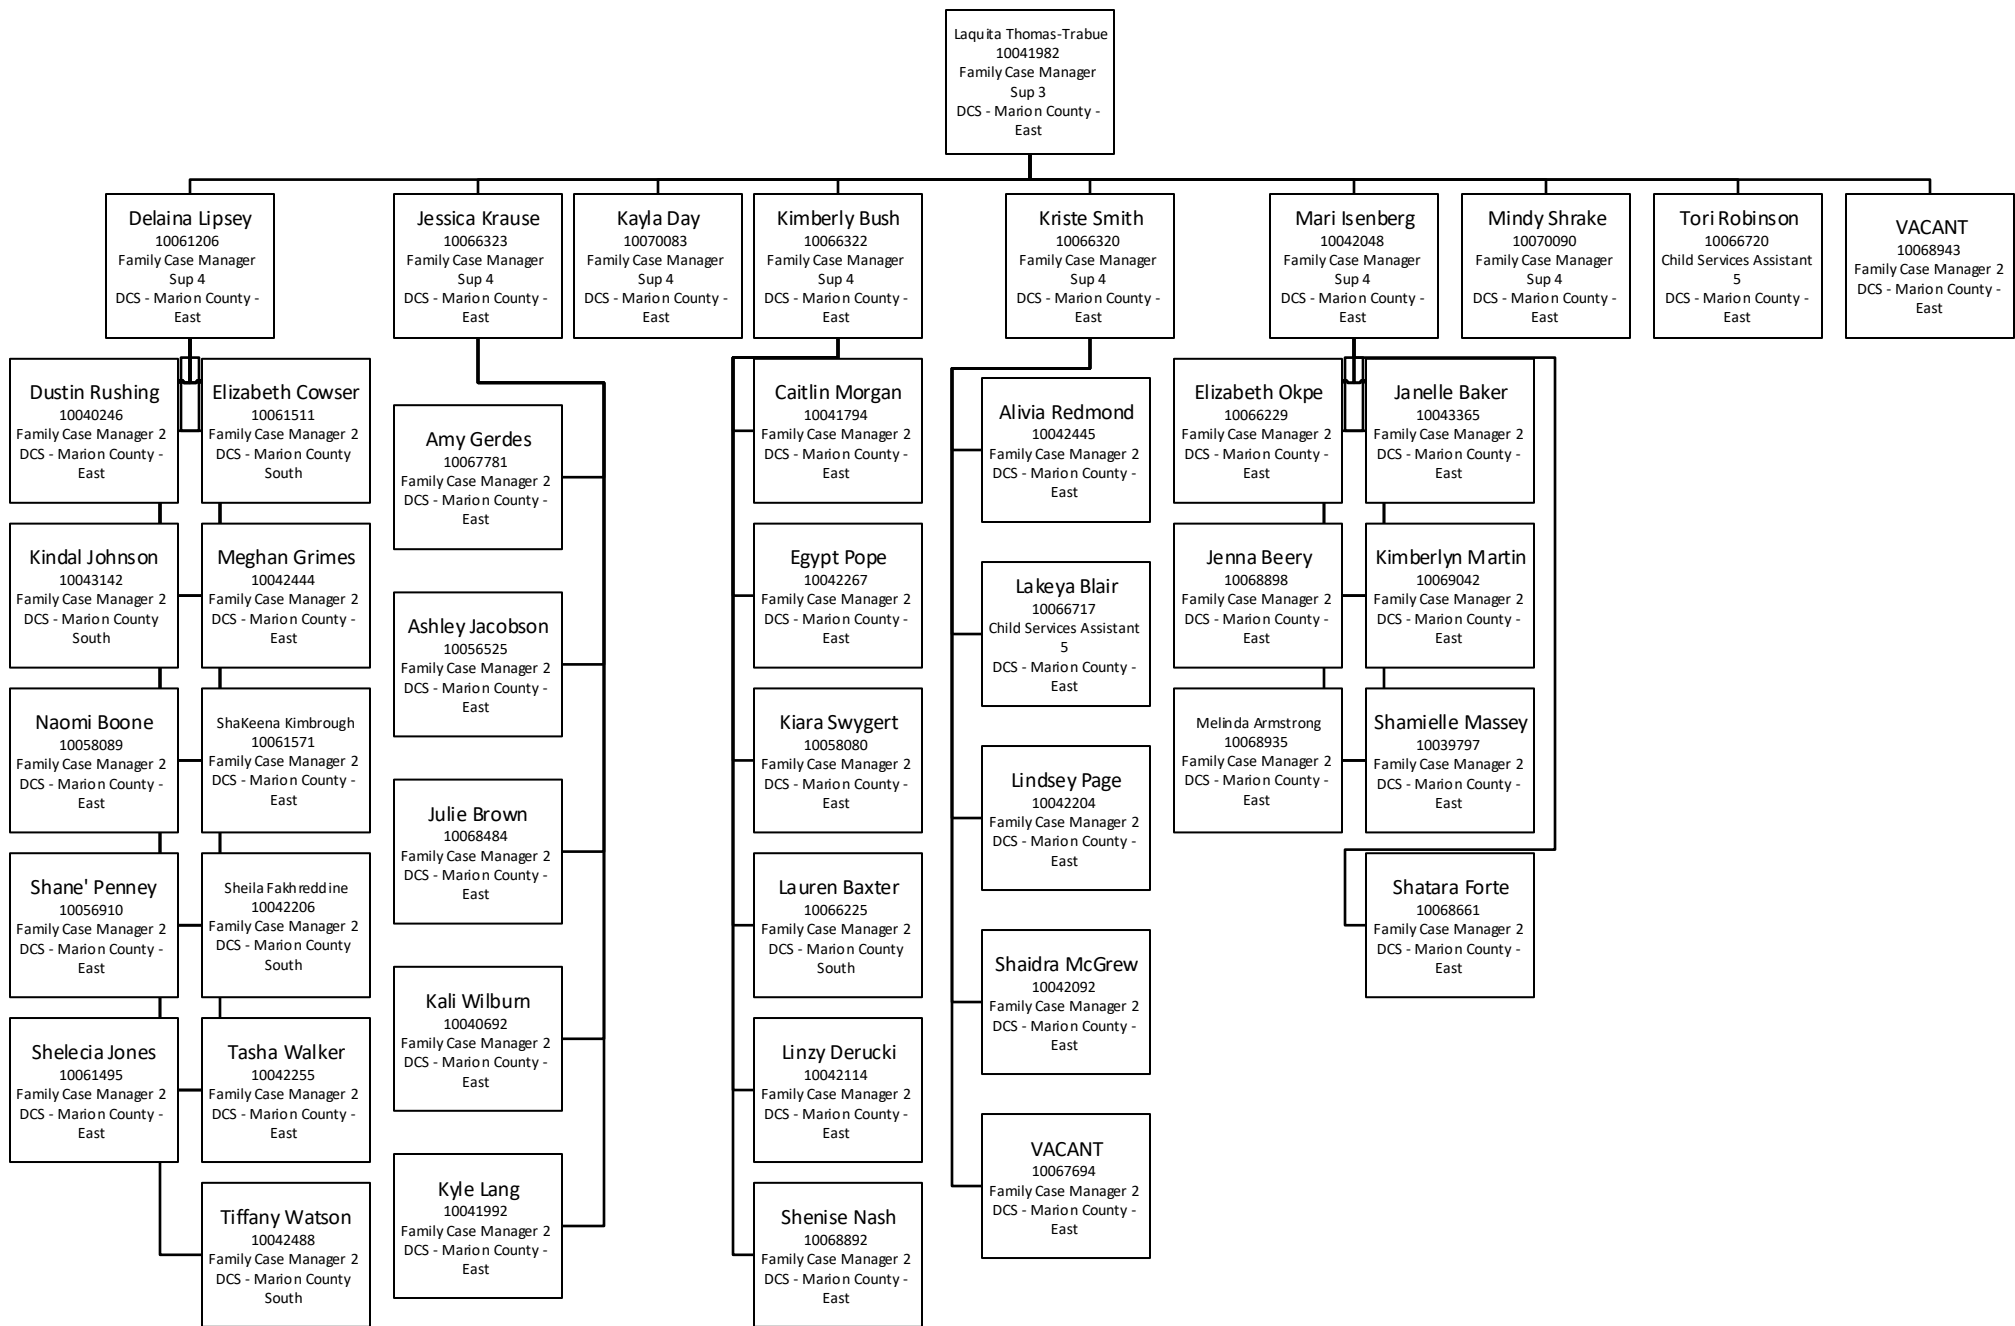 Laquita Thomas-Trabue
10041982
Family Case Manager
Sup 3
DCS - Marion County -
East
Delaina Lipsey
10061206
Family Case Manager
Sup 4
DCS - Marion County -
East
Jessica Krause
10066323
Family Case Manager
Sup 4
DCS - Marion County -
East
Kayla Day
10070083
Family Case Manager
Sup 4
DCS - Marion County -
East
Kimberly Bush
10066322
Family Case Manager
Sup 4
DCS - Marion County -
East
Kriste Smith
10066320
Family Case Manager
Sup 4
DCS - Marion County -
East
Mari Isenberg
10042048
Family Case Manager
Sup 4
DCS - Marion County -
East
Mindy Shrake
10070090
Family Case Manager
Sup 4
DCS - Marion County -
East
Tori Robinson
10066720
Child Services Assistant
5
DCS - Marion County -
East
VACANT
10068943
Family Case Manager 2
DCS - Marion County -
East
Dustin Rushing
10040246
Family Case Manager 2
DCS - Marion County -
East
Elizabeth Cowser
10061511
Family Case Manager 2
DCS - Marion County
South
Kindal Johnson
10043142
Family Case Manager 2
DCS - Marion County
South
Meghan Grimes
10042444
Family Case Manager 2
DCS - Marion County -
East
Naomi Boone
10058089
Family Case Manager 2
DCS - Marion County -
East
ShaKeena Kimbrough
10061571
Family Case Manager 2
DCS - Marion County -
East
Shane' Penney
10056910
Family Case Manager 2
DCS - Marion County -
East
Sheila Fakhreddine
10042206
Family Case Manager 2
DCS - Marion County
South
Shelecia Jones
10061495
Family Case Manager 2
DCS - Marion County -
East
Tasha Walker
10042255
Family Case Manager 2
DCS - Marion County -
East
Tiffany Watson
10042488
Family Case Manager 2
DCS - Marion County
South
Amy Gerdes
10067781
Family Case Manager 2
DCS - Marion County -
East
Ashley Jacobson
10056525
Family Case Manager 2
DCS - Marion County -
East
Julie Brown
10068484
Family Case Manager 2
DCS - Marion County -
East
Kali Wilburn
10040692
Family Case Manager 2
DCS - Marion County -
East
Kyle Lang
10041992
Family Case Manager 2
DCS - Marion County -
East
Caitlin Morgan
10041794
Family Case Manager 2
DCS - Marion County -
East
Egypt Pope
10042267
Family Case Manager 2
DCS - Marion County -
East
Kiara Swygert
10058080
Family Case Manager 2
DCS - Marion County -
East
Lauren Baxter
10066225
Family Case Manager 2
DCS - Marion County
South
Linzy Derucki
10042114
Family Case Manager 2
DCS - Marion County -
East
Shenise Nash
10068892
Family Case Manager 2
DCS - Marion County -
East
Alivia Redmond
10042445
Family Case Manager 2
DCS - Marion County -
East
Lakeya Blair
10066717
Child Services Assistant
5
DCS - Marion County -
East
Lindsey Page
10042204
Family Case Manager 2
DCS - Marion County -
East
Shaidra McGrew
10042092
Family Case Manager 2
DCS - Marion County -
East
VACANT
10067694
Family Case Manager 2
DCS - Marion County -
East
Elizabeth Okpe
10066229
Family Case Manager 2
DCS - Marion County -
East
Janelle Baker
10043365
Family Case Manager 2
DCS - Marion County -
East
Jenna Beery
10068898
Family Case Manager 2
DCS - Marion County -
East
Kimberlyn Martin
10069042
Family Case Manager 2
DCS - Marion County -
East
Melinda Armstrong
10068935
Family Case Manager 2
DCS - Marion County -
East
Shamielle Massey
10039797
Family Case Manager 2
DCS - Marion County -
East
Shatara Forte
10068661
Family Case Manager 2
DCS - Marion County -
East